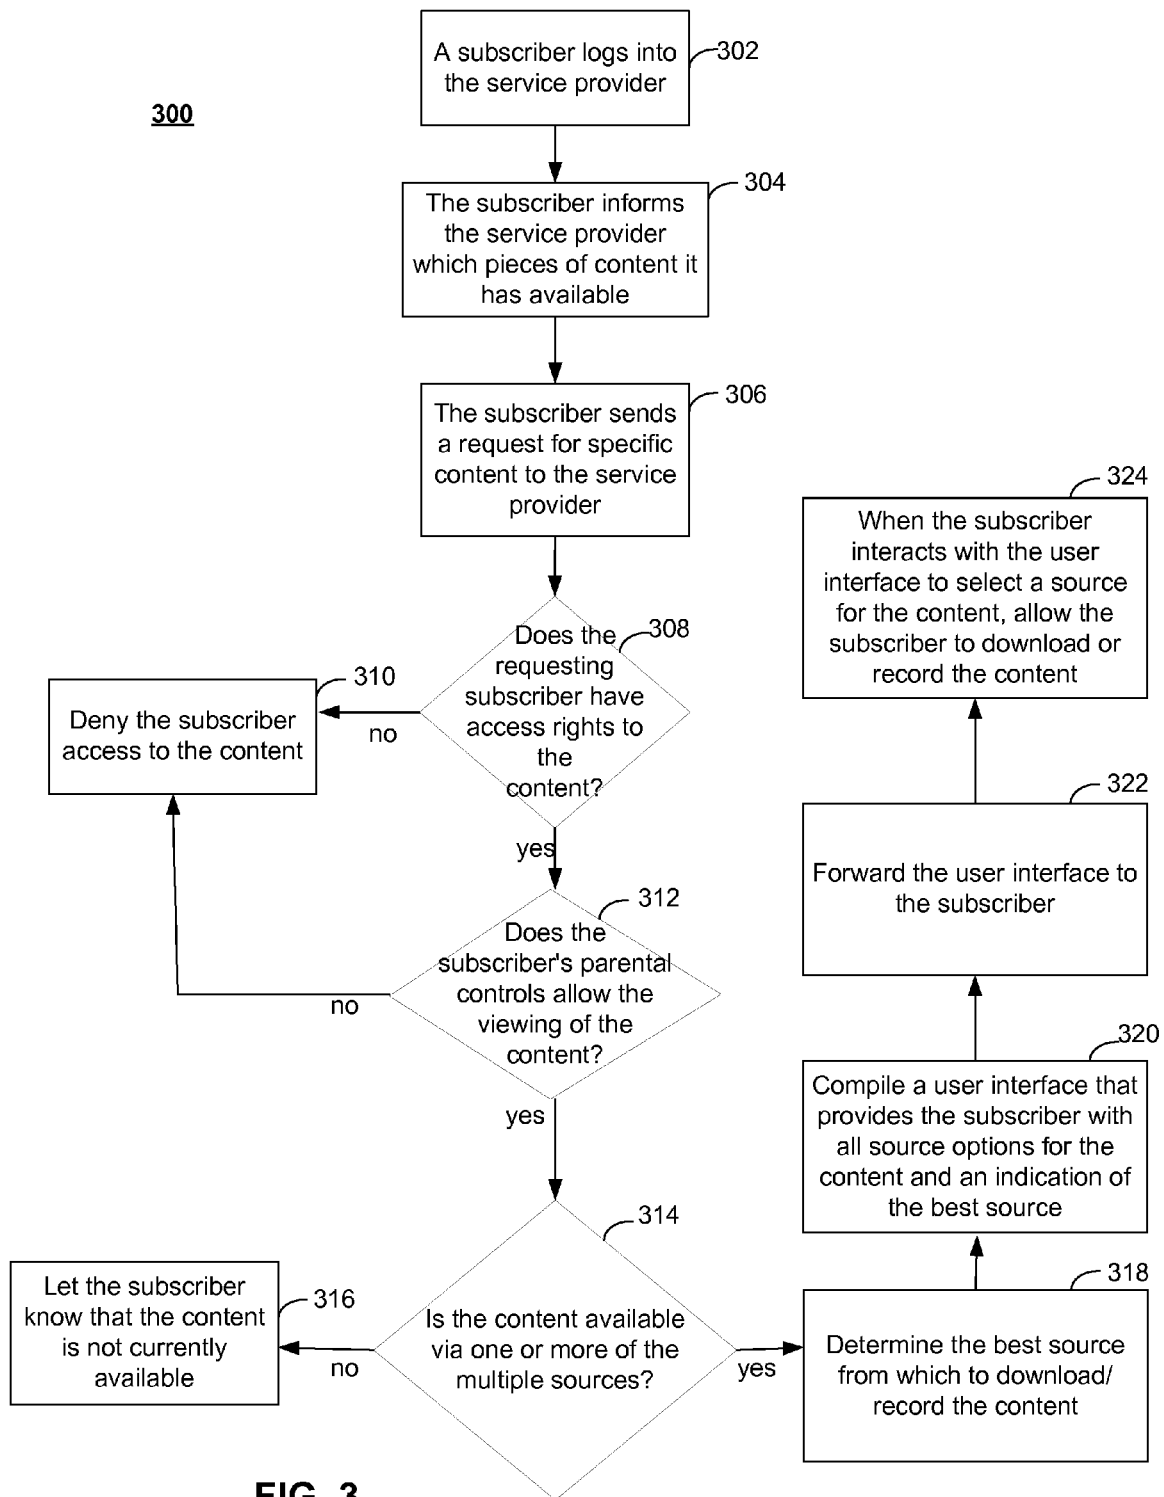 A subscriber logs into
the service provider
302
300
304
The subscriber informs
the service provider
which pieces of content it
has available
306
The subscriber sends
a request for specific
content to the service
provider
308
Does the
requesting
subscriber have
access rights to
the
content?
no
310
Deny the subscriber
access to the content
yes
312
Does the
subscriber's parental
controls allow the
viewing of the
content?
no
yes
314
Is the content available
via one or more of the
multiple sources?
no
316
Let the subscriber
know that the content
is not currently
available
yes
318
Determine the best source
from which to download/
record the content
320
Compile a user interface that
provides the subscriber with
all source options for the
content and an indication of
the best source
322
Forward the user interface to
the subscriber
324
When the subscriber
interacts with the user
interface to select a source
for the content, allow the
subscriber to download or
record the content
FIG. 3